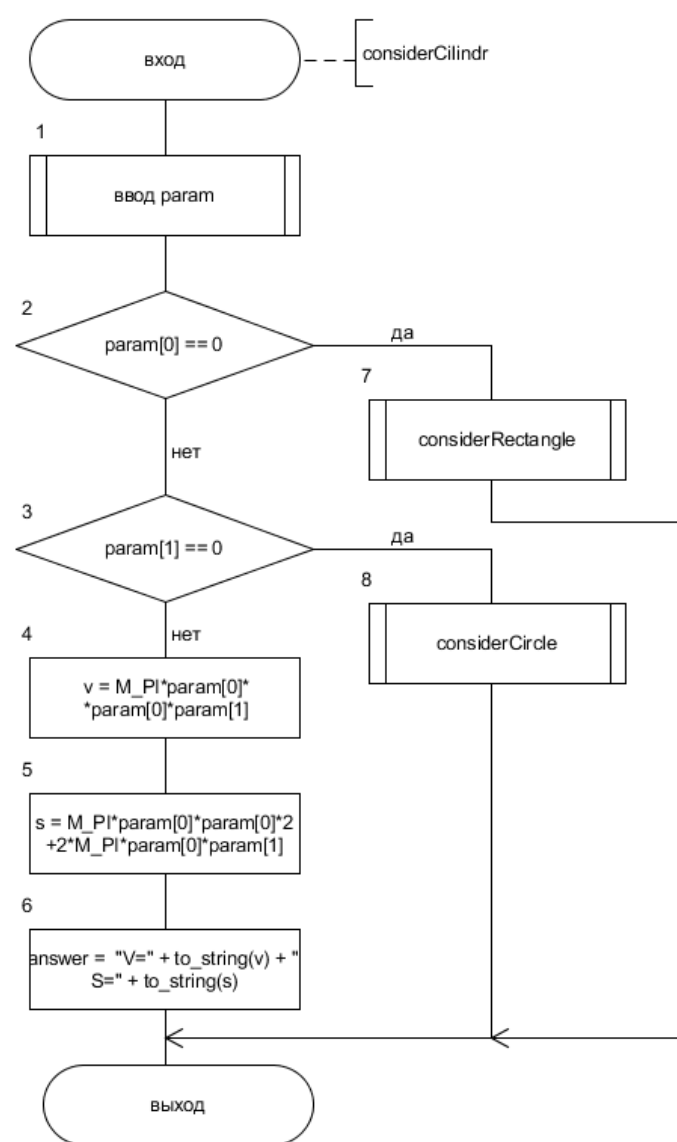 вход
considerCilindr
1
ввод param
2
param[0] == 0
да
7
considerRectangle
нет
3
param[1] == 0
да
8
considerCircle
нет
4
v = M_PI*param[0]*
*param[0]*param[1]
5
s = M_PI*param[0]*param[0]*2
+2*M_PI*param[0]*param[1]
6
answer = "V=" + to_string(v) + "
S=" + to_string(s)
выход